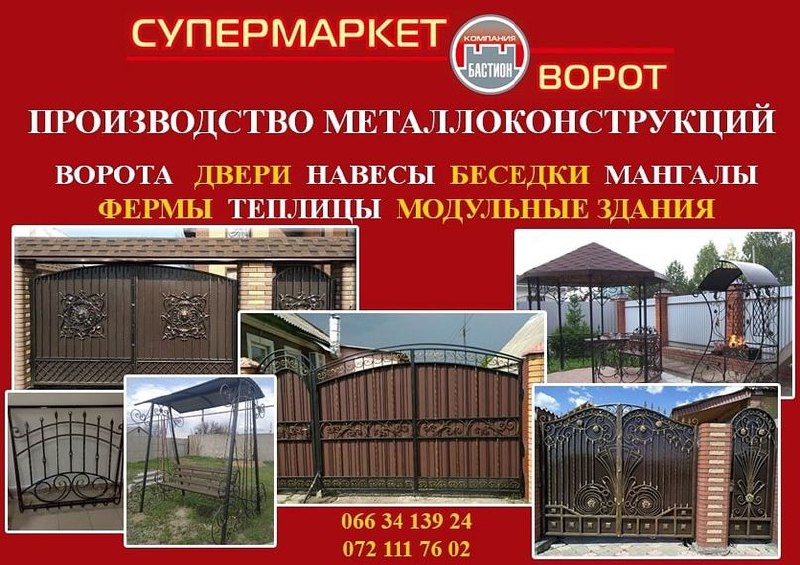 СУПЕРМАРКЕТ
КОМПАНИЯ
БАСТИОН
ВОРОТ
ПРОИЗВОДСТВО МЕТАЛЛОКОНСТРУКЦИЙ
ВОРОТА ДВЕРИ НАВЕСЫ БЕСЕДКИ МАНГАЛЫ
ФЕРМЫ ТЕПЛИЦЫ МОДУЛЬНЫЕ ЗДАНИЯ
066 34 139 24
072 111 76 02